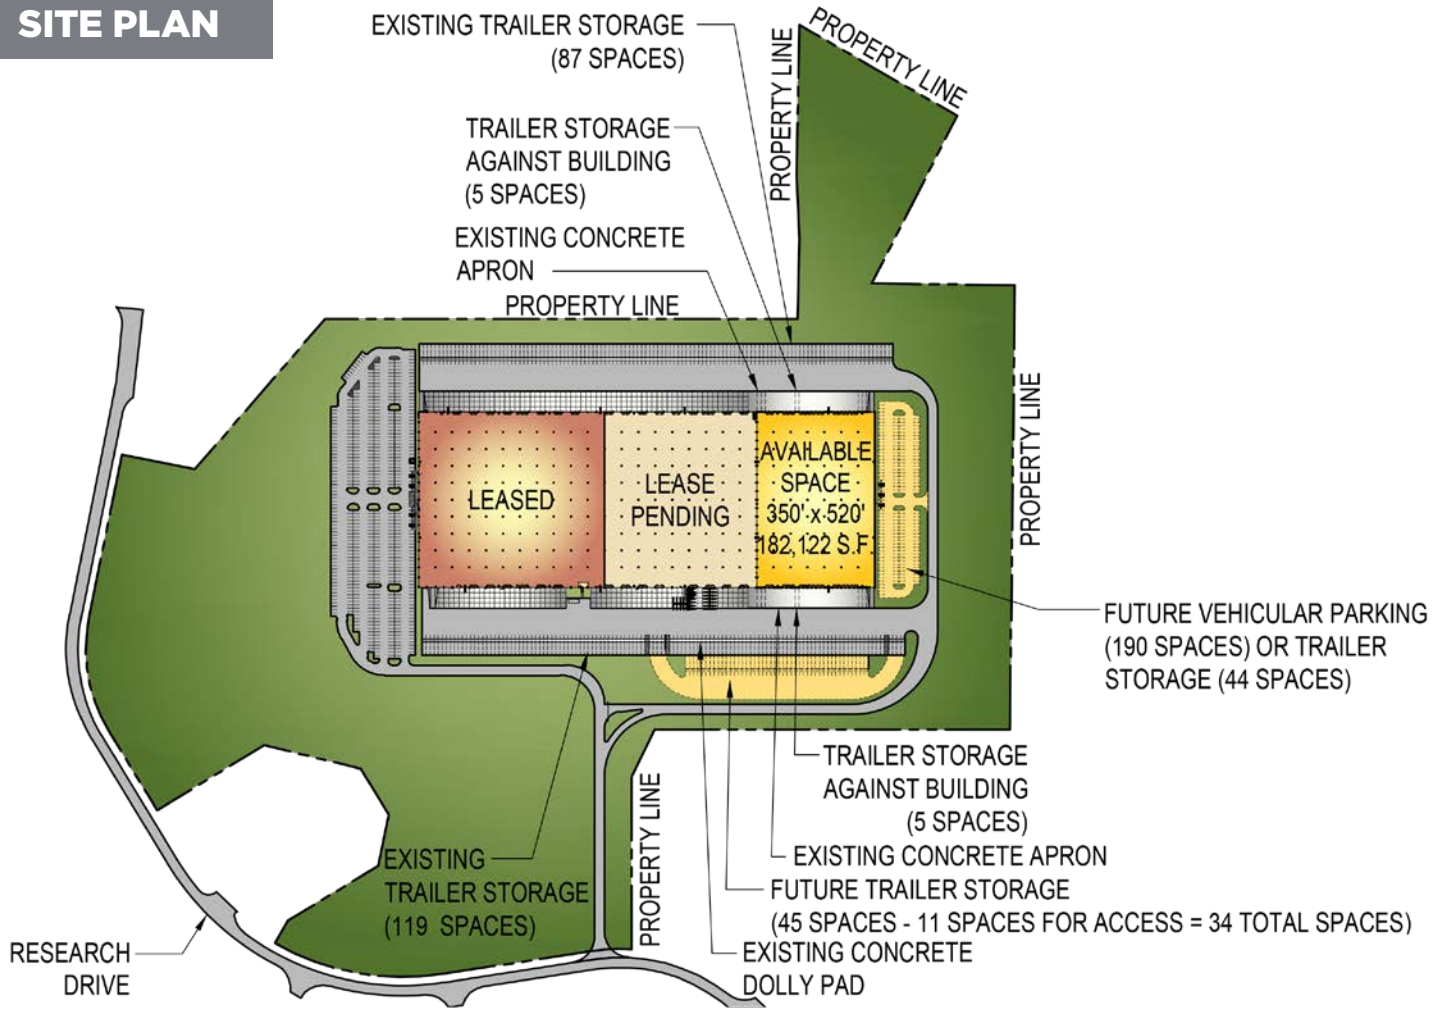 SITE PLAN
EXISTING TRAILER STORAGE
(87 SPACES)
PROPERTY LINE
PROPERTY LINE
TRAILER STORAGE
AGAINST BUILDING
(5 SPACES)
EXISTING CONCRETE
APRON
PROPERTY LINE
PROPERTY LINE
LEASED
LEASE
PENDING
AVAILABLE
SPACE
350' x 520'
182,122 S.F.
FUTURE VEHICULAR PARKING
(190 SPACES) OR TRAILER
STORAGE (44 SPACES)
TRAILER STORAGE
AGAINST BUILDING
(5 SPACES)
PROPERTY LINE
EXISTING CONCRETE APRON
EXISTING
TRAILER STORAGE
(119 SPACES)
FUTURE TRAILER STORAGE
(45 SPACES - 11 SPACES FOR ACCESS = 34 TOTAL SPACES)
EXISTING CONCRETE
DOLLY PAD
RESEARCH
DRIVE